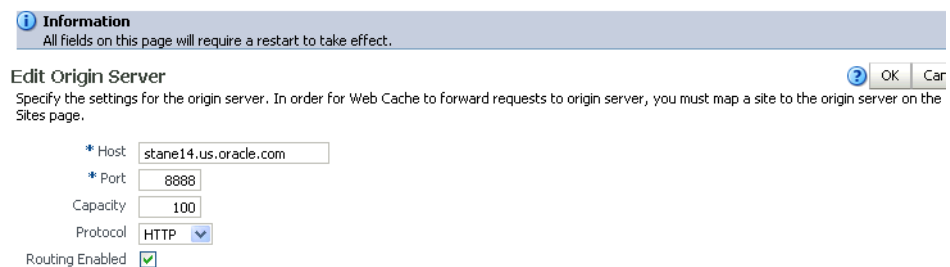 Information
All fields on this page will require a restart to take effect.
Edit Origin Server
? OK Can
Specify the settings for the origin server. In order for Web Cache to forward requests to origin server, you must map a site to the origin server on the
Sites page.
* Host stane14.us.oracle.com
* Port 8888
Capacity 100
Protocol HTTP
Routing Enabled